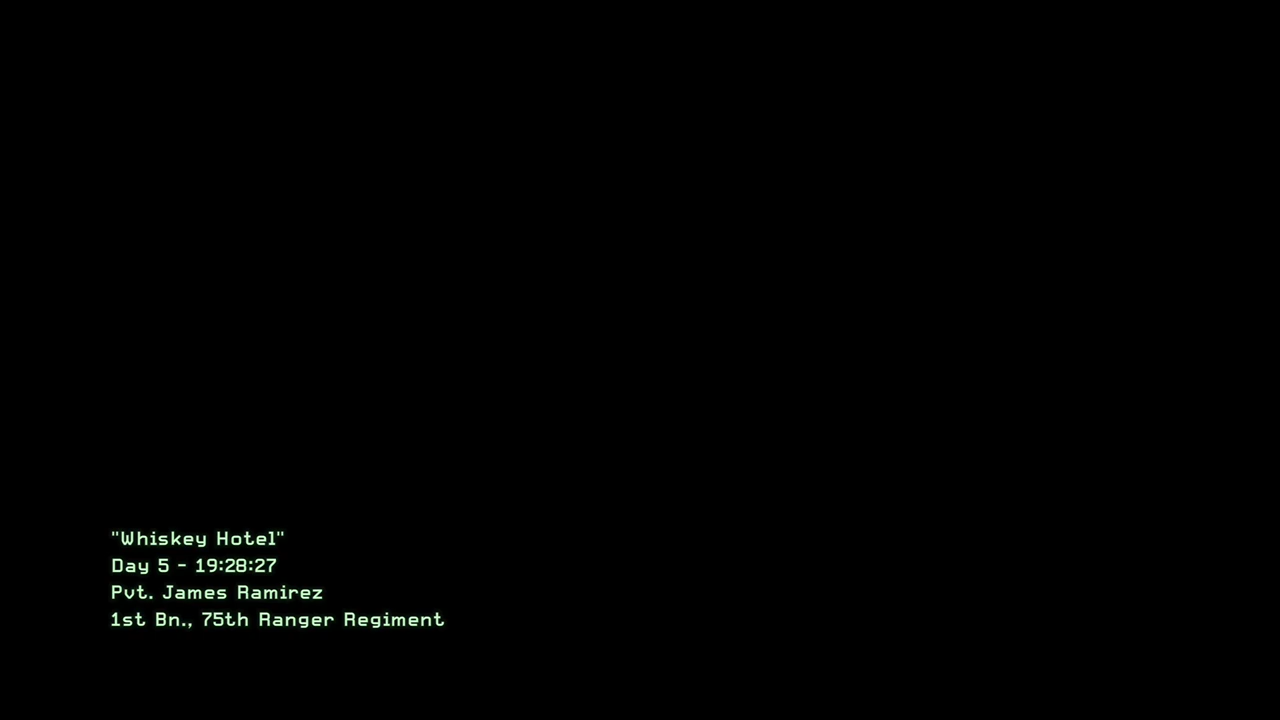 "Whiskey Hotel"
Day 5 - 19:28:27
Pvt. James Ramirez
1st Bn., 75th Ranger Regiment